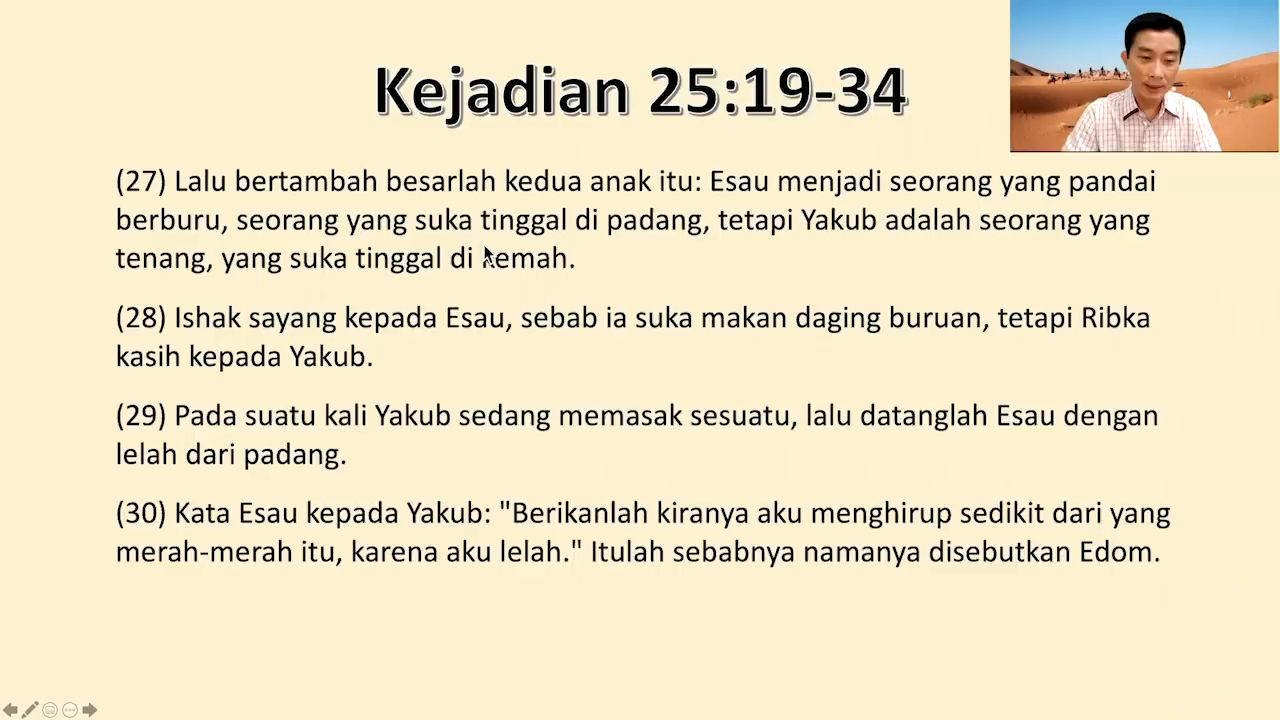 Kejadian 25:19-34
(27) Lalu bertambah besarlah kedua anak itu: Esau menjadi seorang yang pandai
berburu, seorang yang suka tinggal di padang, tetapi Yakub adalah seorang yang
tenang, yang suka tinggal di kemah.
(28) Ishak sayang kepada Esau, sebab ia suka makan daging buruan, tetapi Ribka
kasih kepada Yakub.
(29) Pada suatu kali Yakub sedang memasak sesuatu, lalu datanglah Esau dengan
lelah dari padang.
(30) Kata Esau kepada Yakub: "Berikanlah kiranya aku menghirup sedikit dari yang
merah-merah itu, karena aku lelah." Itulah sebabnya namanya disebutkan Edom.